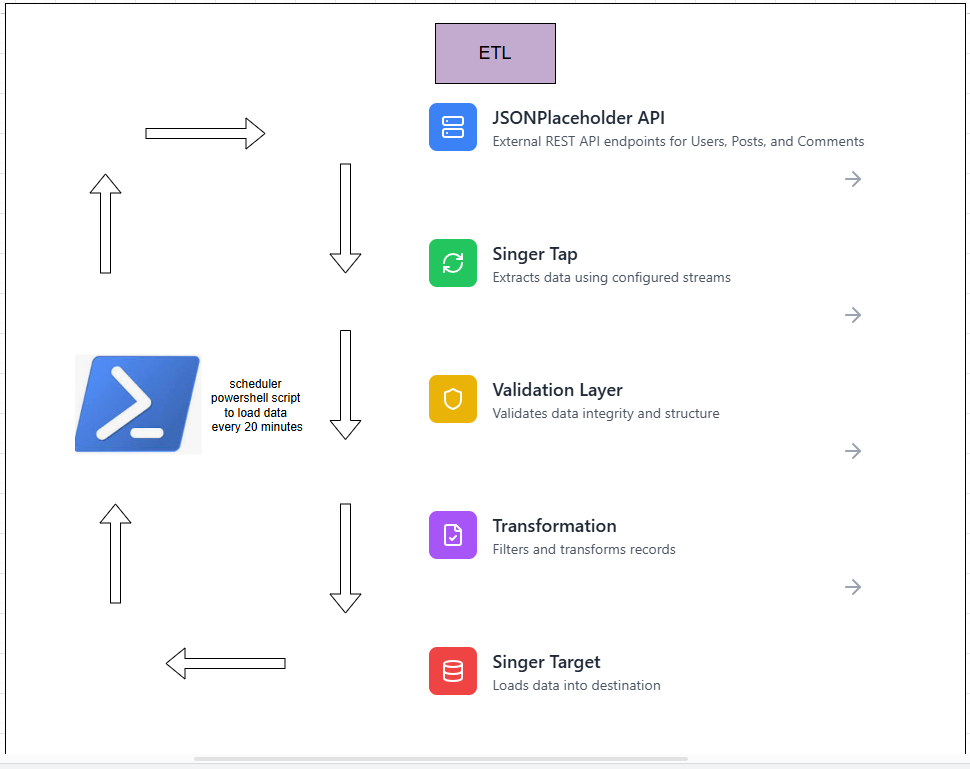 ETL
JSONPlaceholder API
External REST API endpoints for Users, Posts, and Comments
Singer Tap
Extracts data using configured streams
scheduler
powershell script
to load data
every 20 minutes
Validation Layer
Validates data integrity and structure
Transformation
Filters and transforms records
Singer Target
Loads data into destination